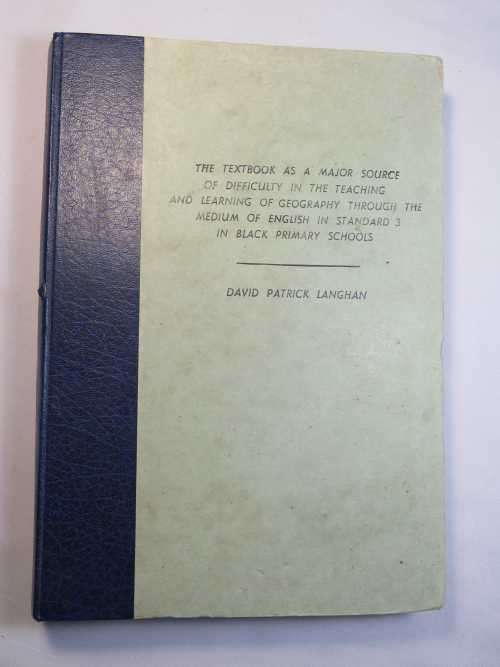 THE TEXTBOOK AS A MAJOR SOURCE
OF DIFFICULTY IN THE TEACHING
AND LEARNING OF GEOGRAPHY THROUGH THE
MEDIUM OF ENGLISH IN STANDARD 3
IN BLACK PRIMARY SCHOOLS
DAVID PATRICK LANGHAN